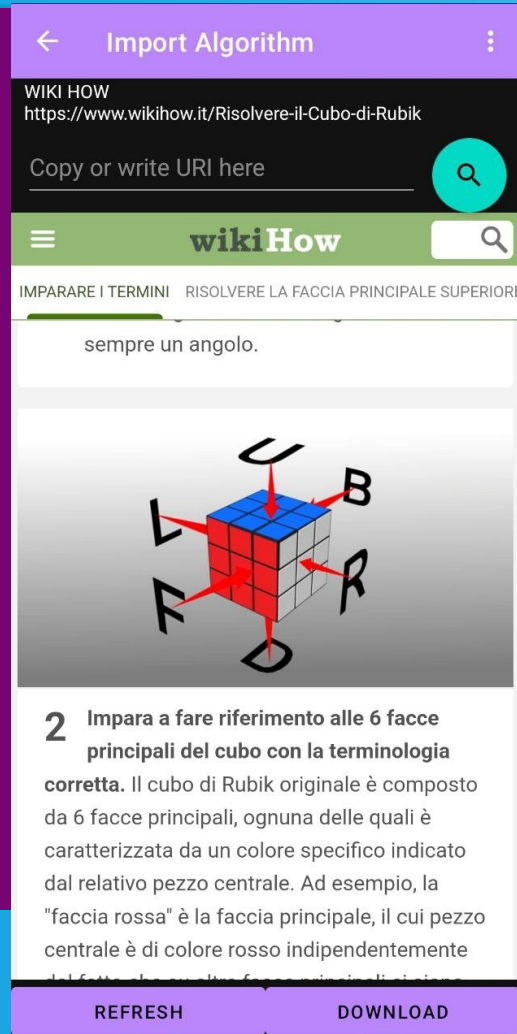 Import Algorithm
WIKI HOW
https://www.wikihow.it/Risolvere-il-Cubo-di-Rubik
Copy or write URI here
wikiHow
IMPARARE I TERMINI RISOLVERE LA FACCIA PRINCIPALE SUPERIORE
sempre un angolo.
U
B
L
F
R
D
2 Impara a fare riferimento alle 6 facce
principali del cubo con la terminologia
corretta. Il cubo di Rubik originale è composto
da 6 facce principali, ognuna delle quali è
caratterizzata da un colore specifico indicato
dal relativo pezzo centrale. Ad esempio, la
"faccia rossa" è la faccia principale, il cui pezzo
centrale è di colore rosso indipendentemente
REFRESH DOWNLOAD